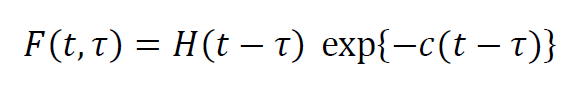 F(t, τ) = H(t − τ) exp{−c(t − τ)}